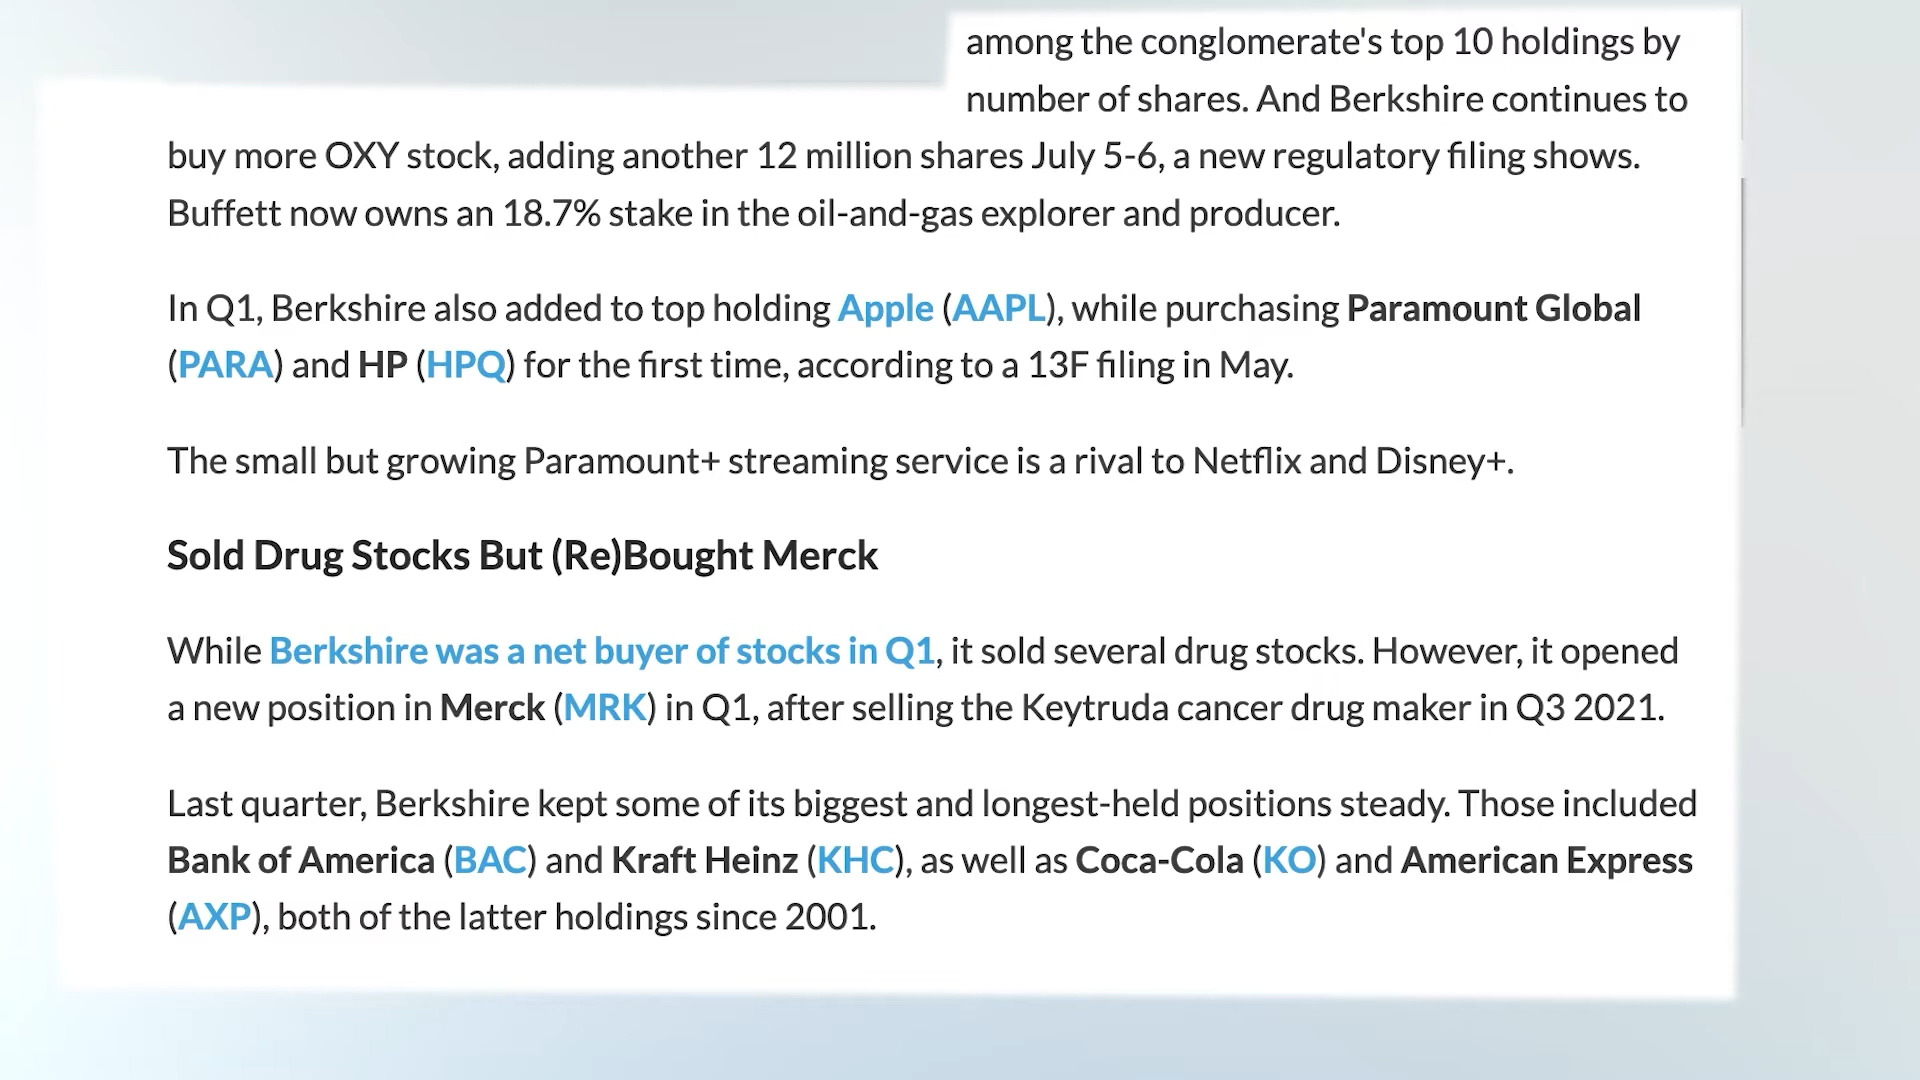 among the conglomerate's top 10 holdings by
number of shares. And Berkshire continues to
buy more OXY stock, adding another 12 million shares July 5-6, a new regulatory filing shows.
Buffett now owns an 18.7% stake in the oil-and-gas explorer and producer.
In Q1, Berkshire also added to top holding Apple (AAPL), while purchasing Paramount Global
(PARA) and HP (HPQ) for the first time, according to a 13F filing in May.
The small but growing Paramount+ streaming service is a rival to Netflix and Disney+.
Sold Drug Stocks But (Re)Bought Merck
While Berkshire was a net buyer of stocks in Q1, it sold several drug stocks. However, it opened
a new position in Merck (MRK) in Q1, after selling the Keytruda cancer drug maker in Q3 2021.
Last quarter, Berkshire kept some of its biggest and longest-held positions steady. Those included
Bank of America (BAC) and Kraft Heinz (KHC), as well as Coca-Cola (KO) and American Express
(AXP), both of the latter holdings since 2001.